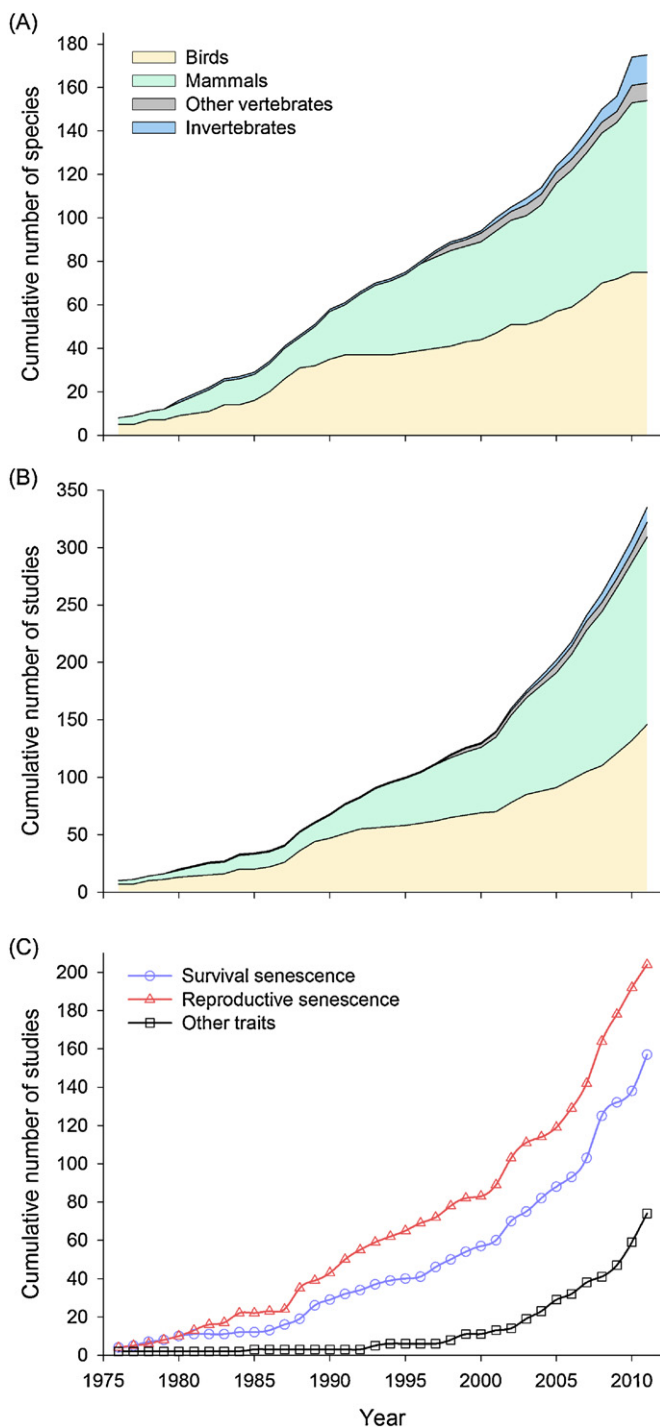 (A)
180
160
140
120
100
80
60
40
20
0
Cumulative number of species
Birds
Mammals
Other vertebrates
Invertebrates
(B)
350
300
250
200
150
100
50
0
Cumulative number of studies
(C)
200
180
160
140
120
100
80
60
40
20
0
Cumulative number of studies
Survival senescence
Reproductive senescence
Other traits
1975 1980 1985 1990 1995 2000 2005 2010
Year